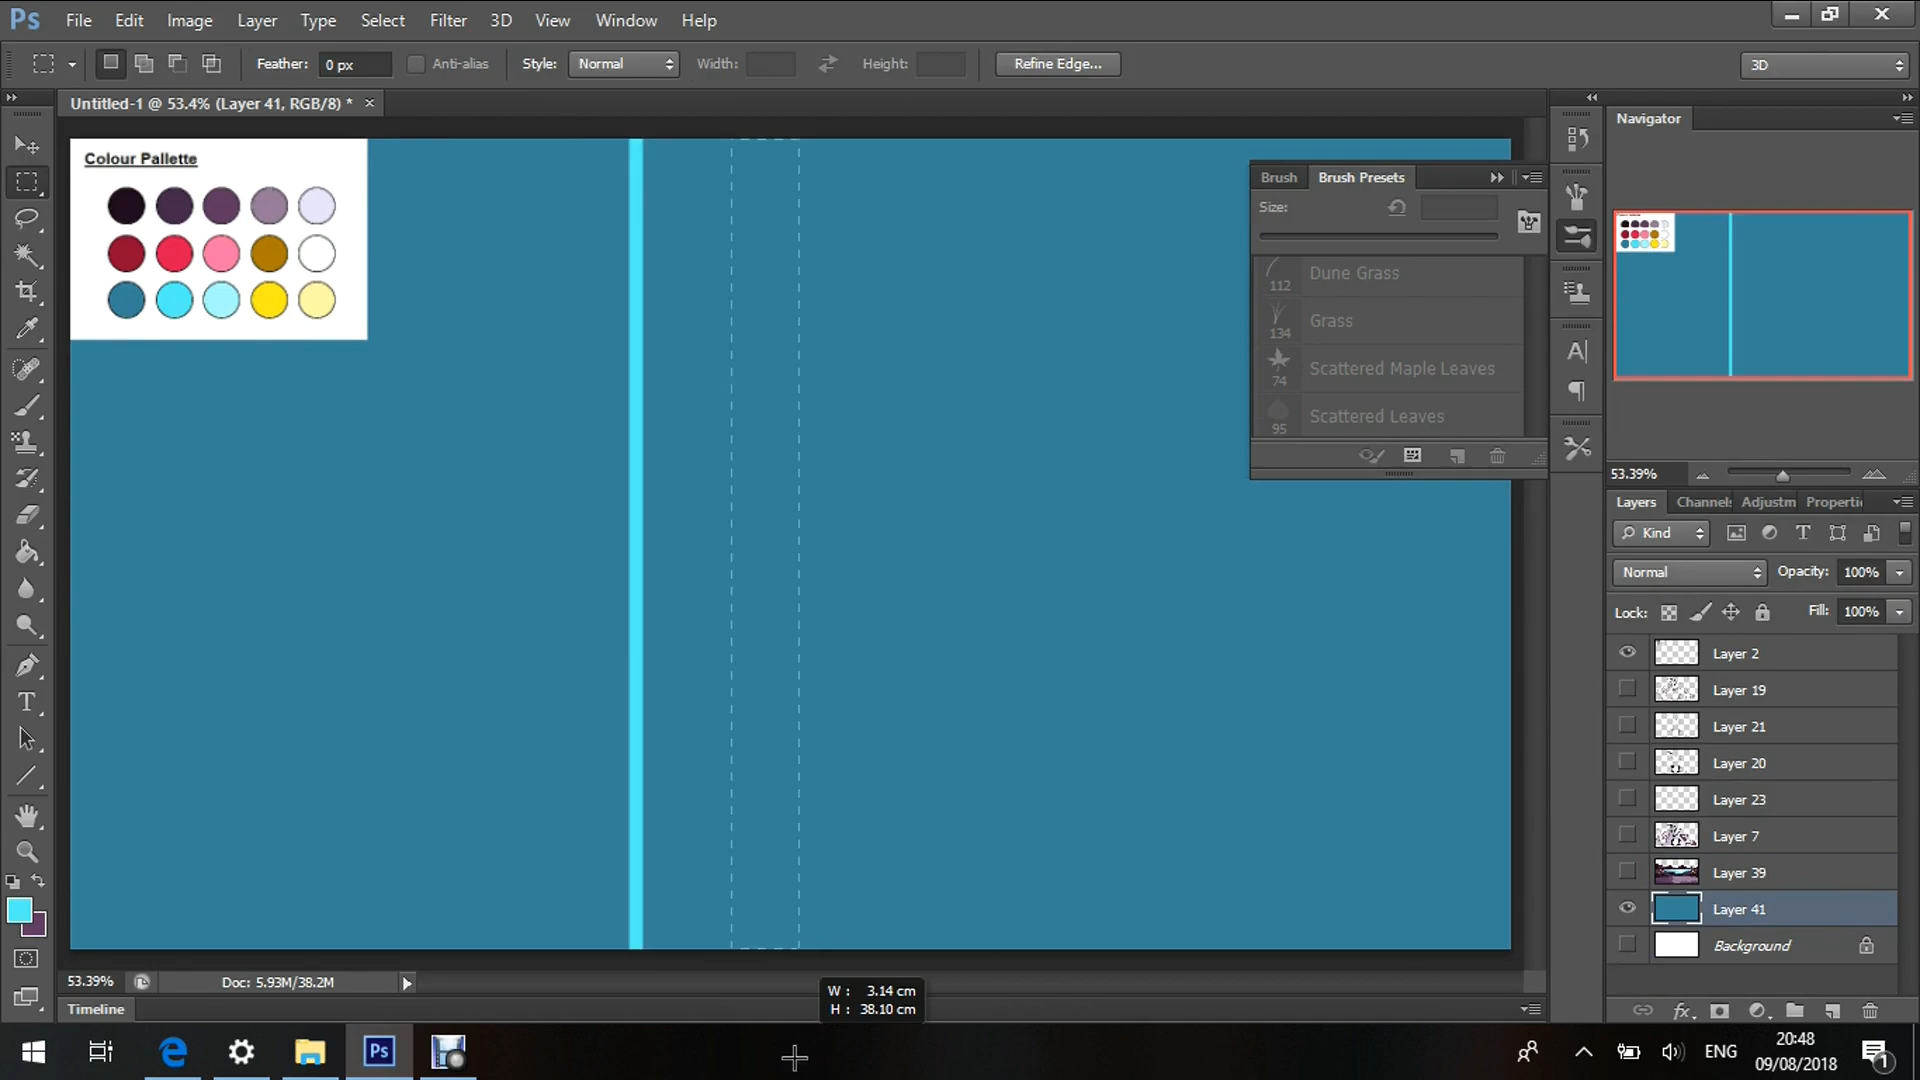 Ps File Edit Image Layer Type Select Filter 3D View Window Help
Feather: 0 px Anti-alias Style: Normal Width: Height: Refine Edge... 3D
Untitled-1 @ 53.4% (Layer 41, RGB/8) * ×
Colour Pallette
Brush Brush Presets
Size:
112 Dune Grass
134 Grass
74 Scattered Maple Leaves
95 Scattered Leaves
Navigator
53.39%
Layers Channels Adjustm Properti
Kind
Normal Opacity: 100%
Lock: Fill: 100%
Layer 2
Layer 19
Layer 21
Layer 20
Layer 23
Layer 7
Layer 39
Layer 41
Background
53.39% Doc: 5.93M/38.2M
W : 3.14 cm
H : 38.10 cm
Timeline
Ps
ENG
20:48
09/08/2018
1